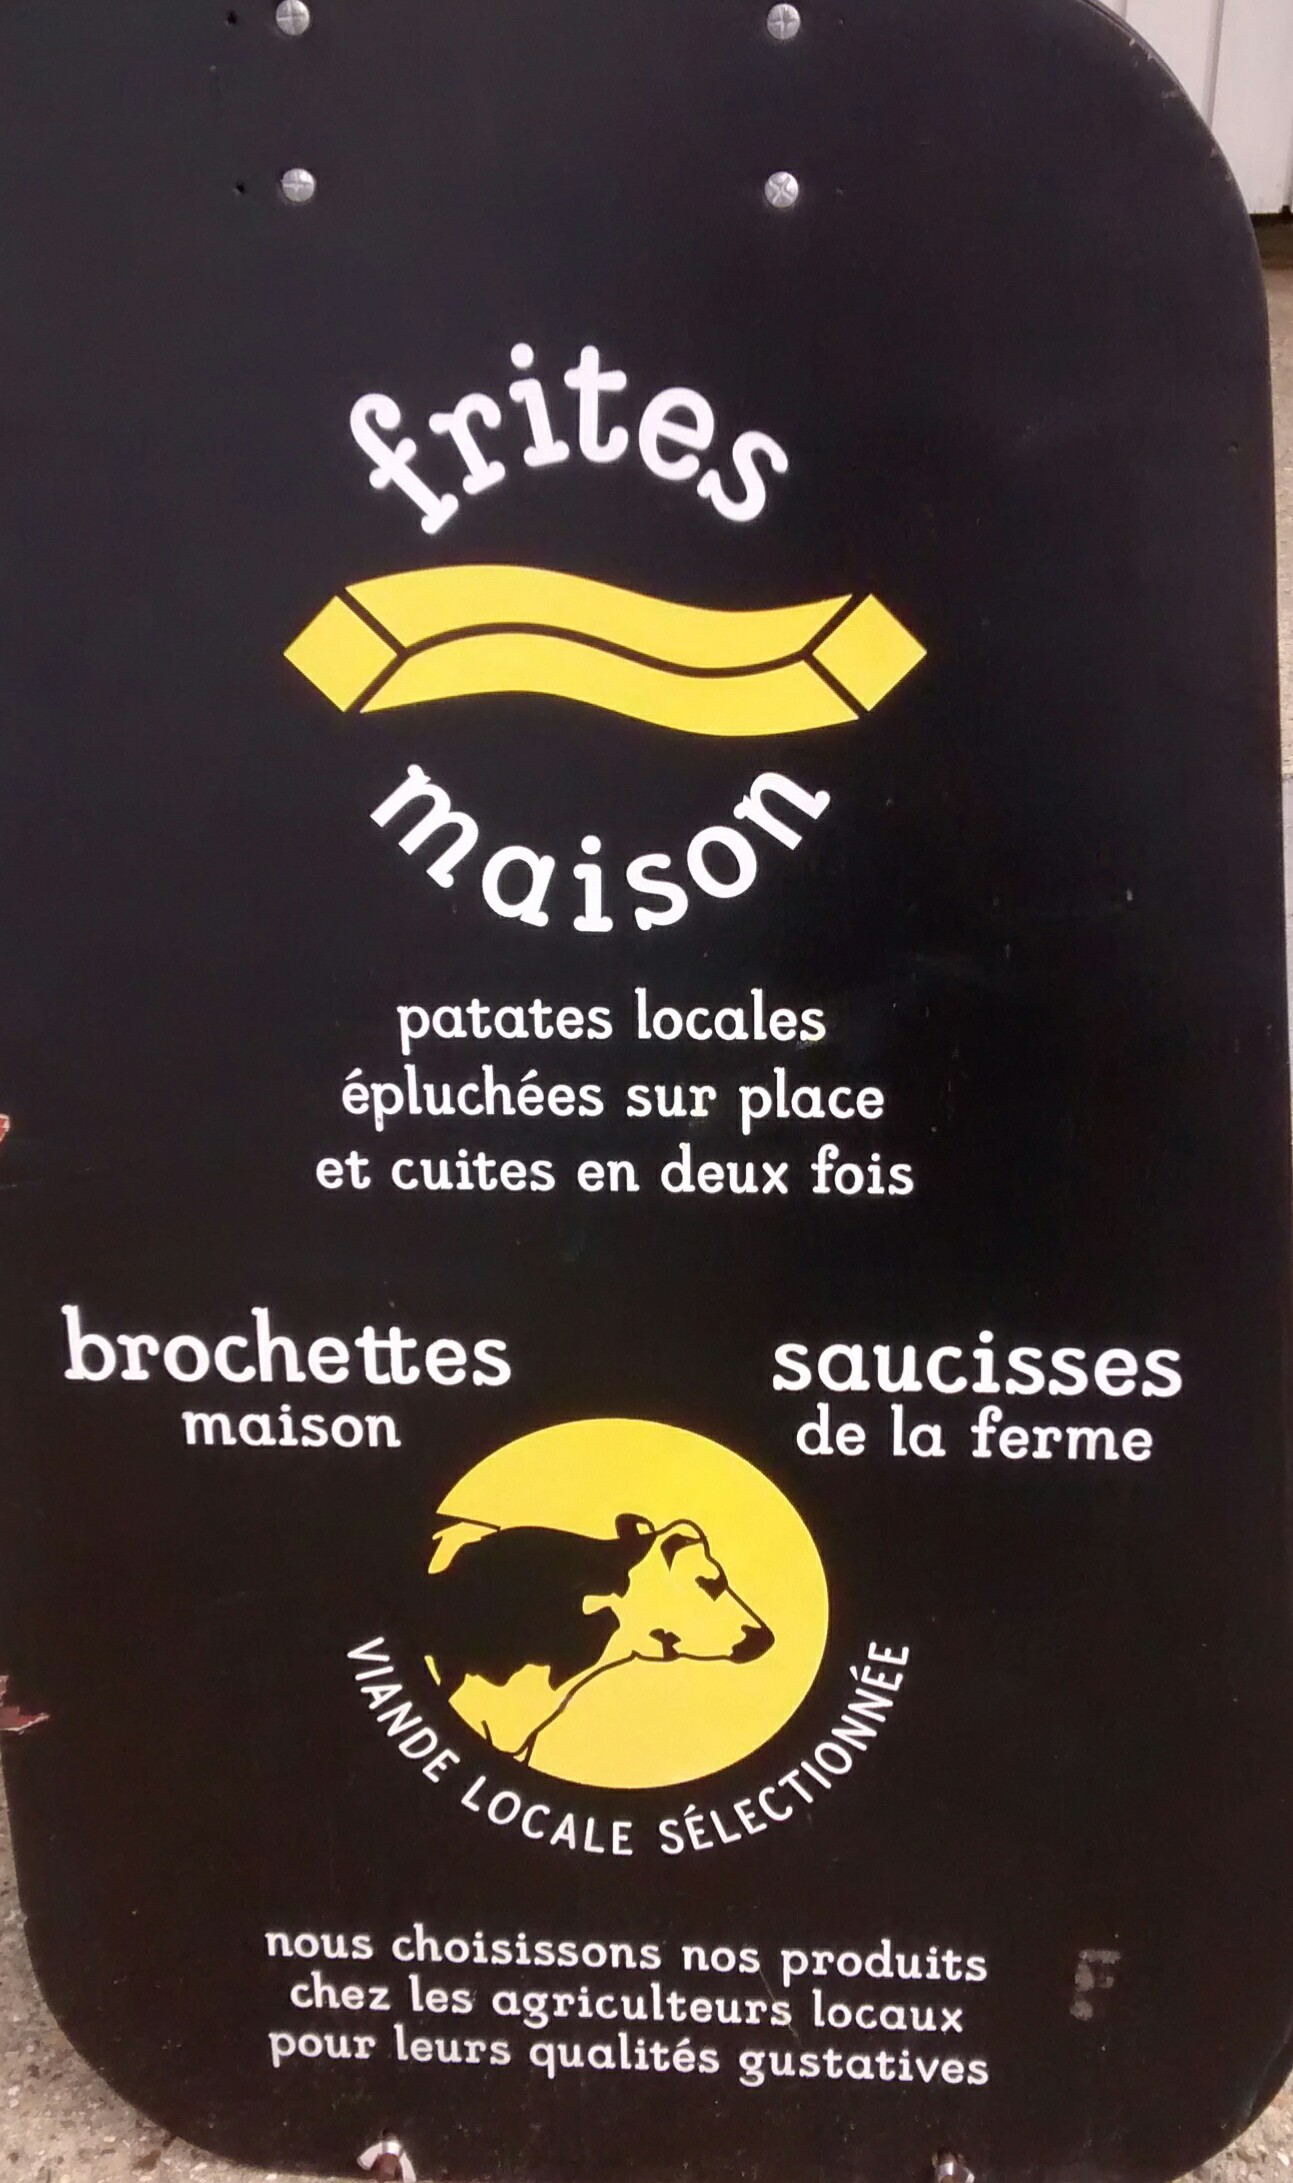 frites
maison
patates locales
épluchées sur place
et cuites en deux fois
brochettes
maison
saucisses
de la ferme
VIANDE LOCALE SÉLECTIONNÉE
nous choisissons nos produits
chez les agriculteurs locaux
pour leurs qualités gustatives